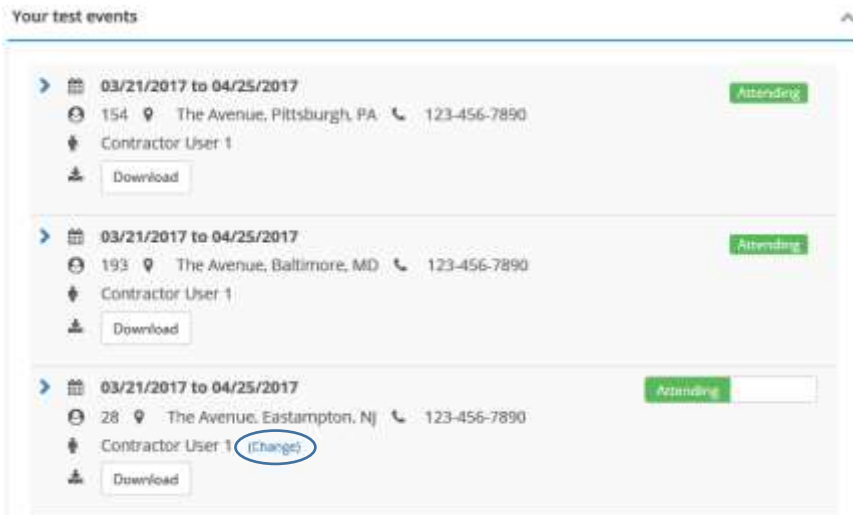 Your test events
03/21/2017 to 04/25/2017 Attending
154 The Avenue, Pittsburgh, PA 123-456-7890
Contractor User 1
Download
03/21/2017 to 04/25/2017 Attending
193 The Avenue, Baltimore, MD 123-456-7890
Contractor User 1
Download
03/21/2017 to 04/25/2017 Attending
28 The Avenue, Eastampton, NJ 123-456-7890
Contractor User 1 (Change)
Download